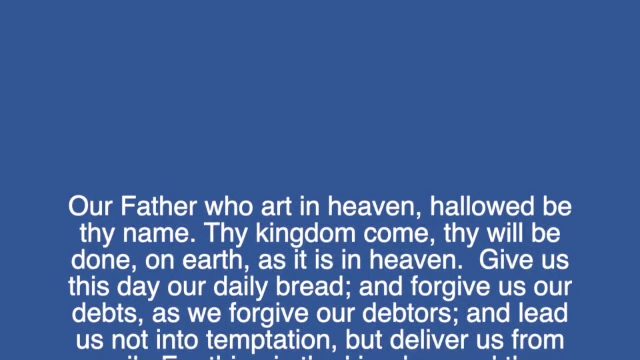 Our Father who art in heaven, hallowed be
thy name. Thy kingdom come, thy will be
done, on earth, as it is in heaven.  Give us
this day our daily bread; and forgive us our
debts, as we forgive our debtors; and lead
us not into temptation, but deliver us from